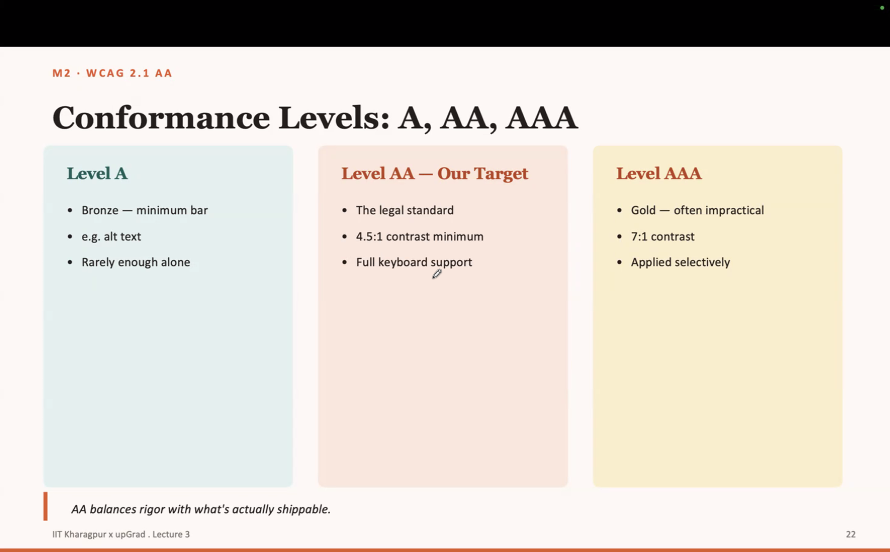 M2 · WCAG 2.1 AA
Conformance Levels: A, AA, AAA
Level A
• Bronze — minimum bar
• e.g. alt text
• Rarely enough alone
Level AA — Our Target
• The legal standard
• 4.5:1 contrast minimum
• Full keyboard support
Level AAA
• Gold — often impractical
• 7:1 contrast
• Applied selectively
AA balances rigor with what's actually shippable.
IIT Kharagpur x upGrad . Lecture 3
22